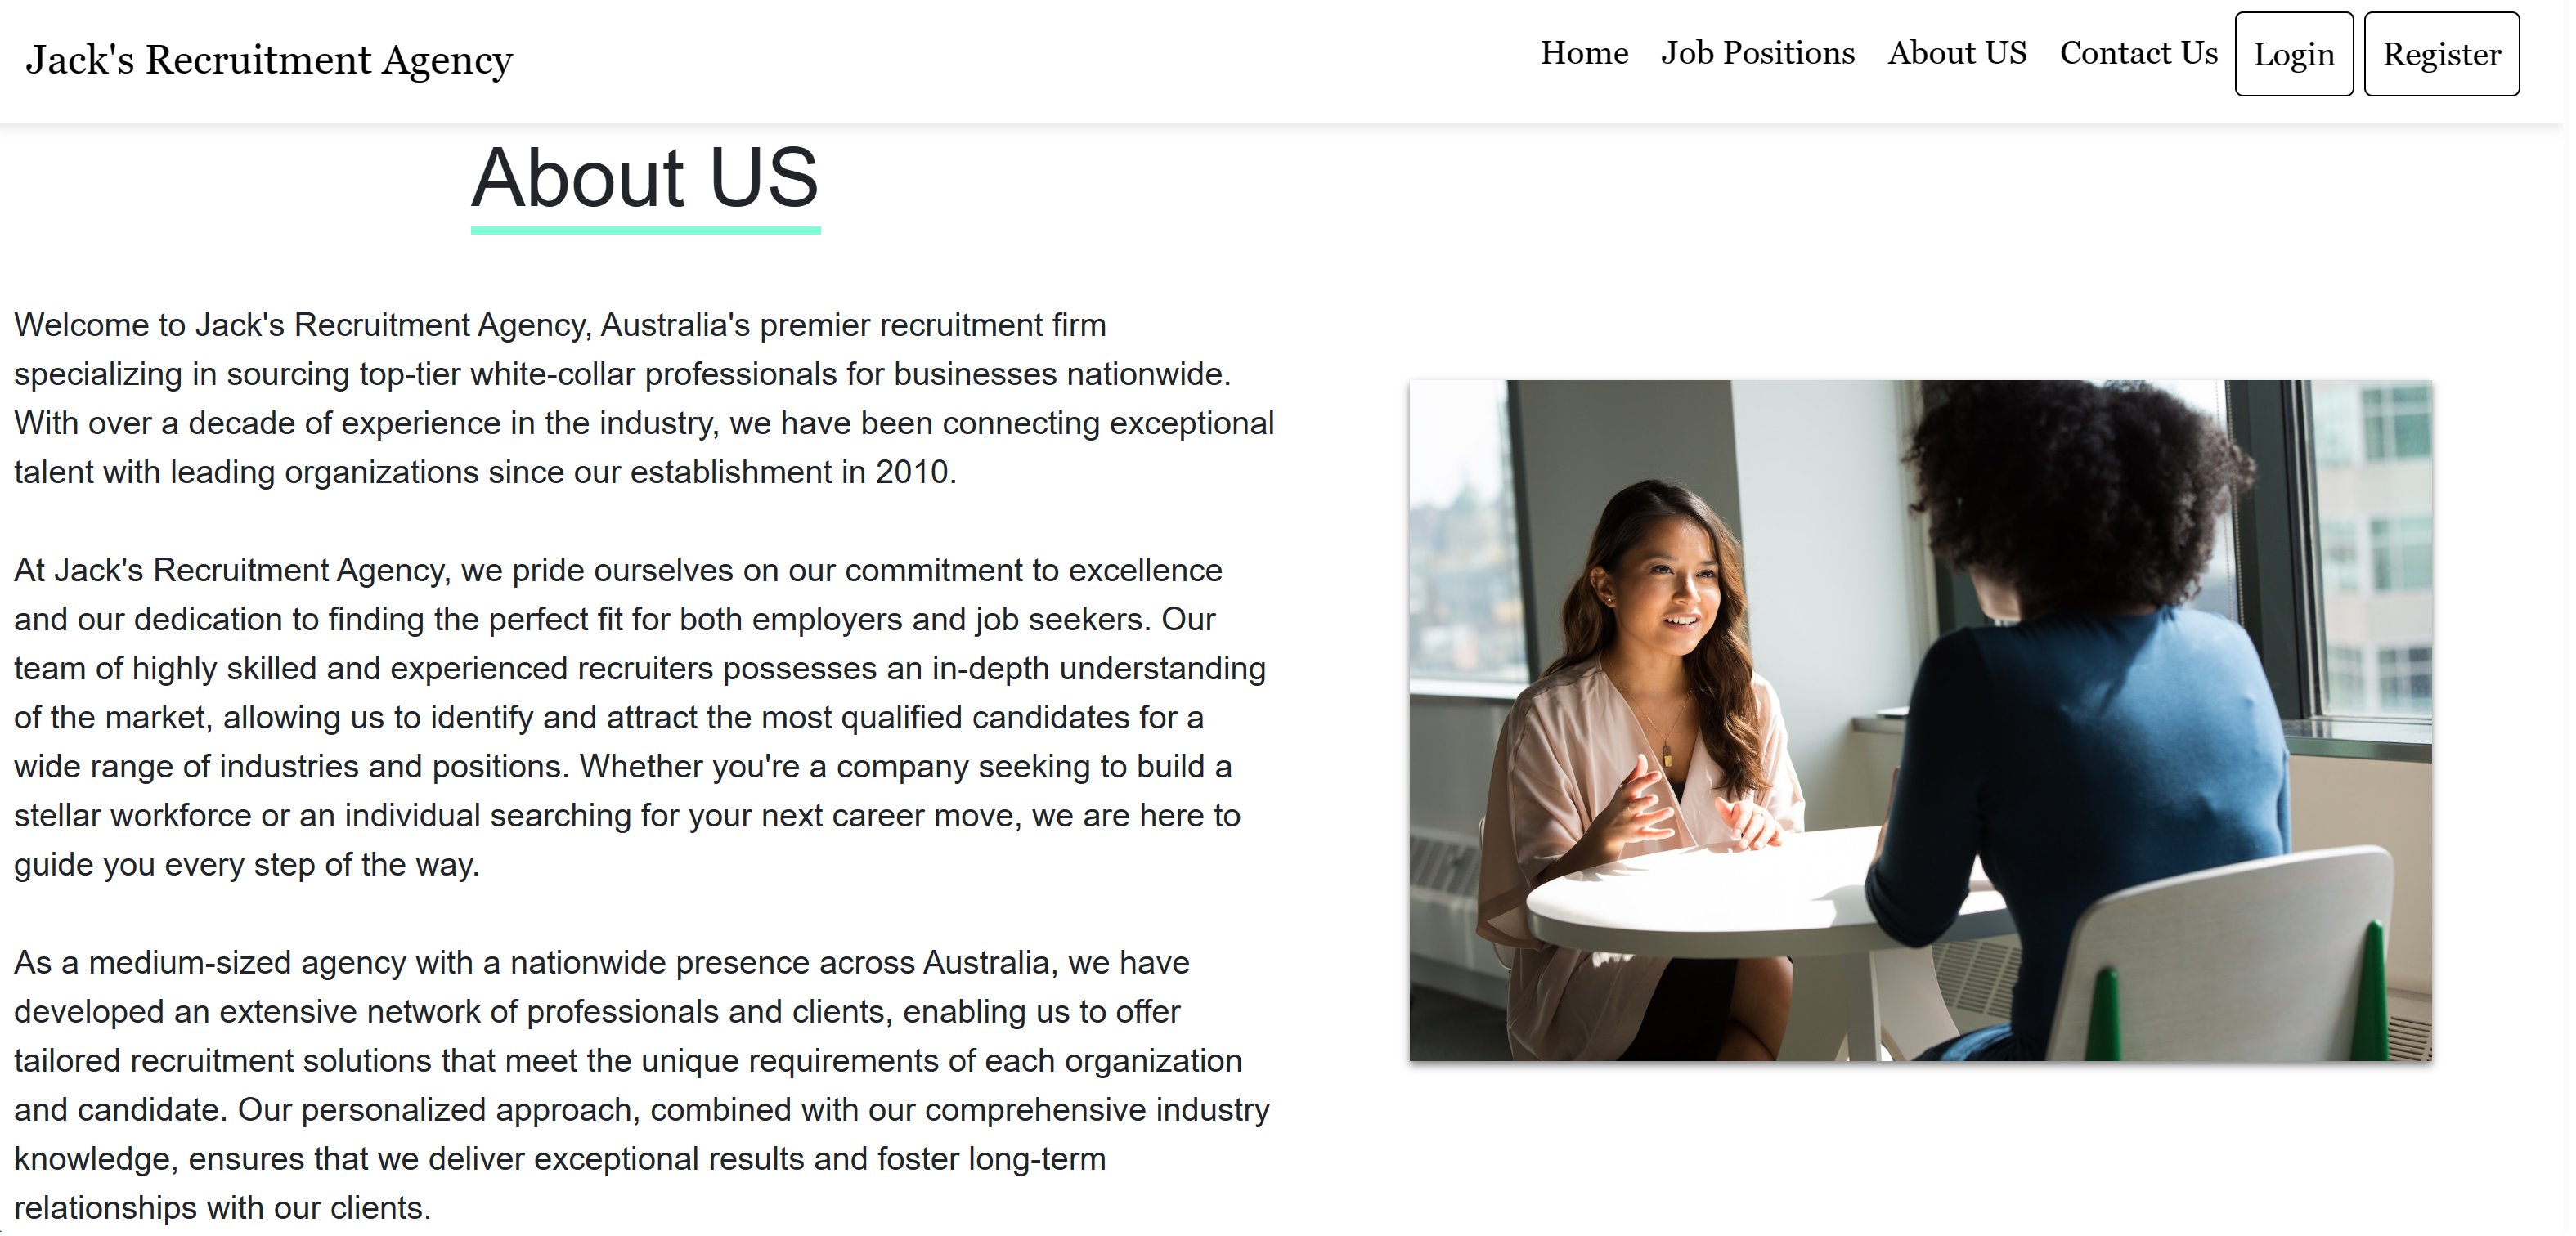 Jack's Recruitment Agency
Home
Job Positions
About US
Contact Us
Login
Register
About US
Welcome to Jack's Recruitment Agency, Australia's premier recruitment firm
specializing in sourcing top-tier white-collar professionals for businesses nationwide.
With over a decade of experience in the industry, we have been connecting exceptional
talent with leading organizations since our establishment in 2010.
At Jack's Recruitment Agency, we pride ourselves on our commitment to excellence
and our dedication to finding the perfect fit for both employers and job seekers. Our
team of highly skilled and experienced recruiters possesses an in-depth understanding
of the market, allowing us to identify and attract the most qualified candidates for a
wide range of industries and positions. Whether you're a company seeking to build a
stellar workforce or an individual searching for your next career move, we are here to
guide you every step of the way.
As a medium-sized agency with a nationwide presence across Australia, we have
developed an extensive network of professionals and clients, enabling us to offer
tailored recruitment solutions that meet the unique requirements of each organization
and candidate. Our personalized approach, combined with our comprehensive industry
knowledge, ensures that we deliver exceptional results and foster long-term
relationships with our clients.